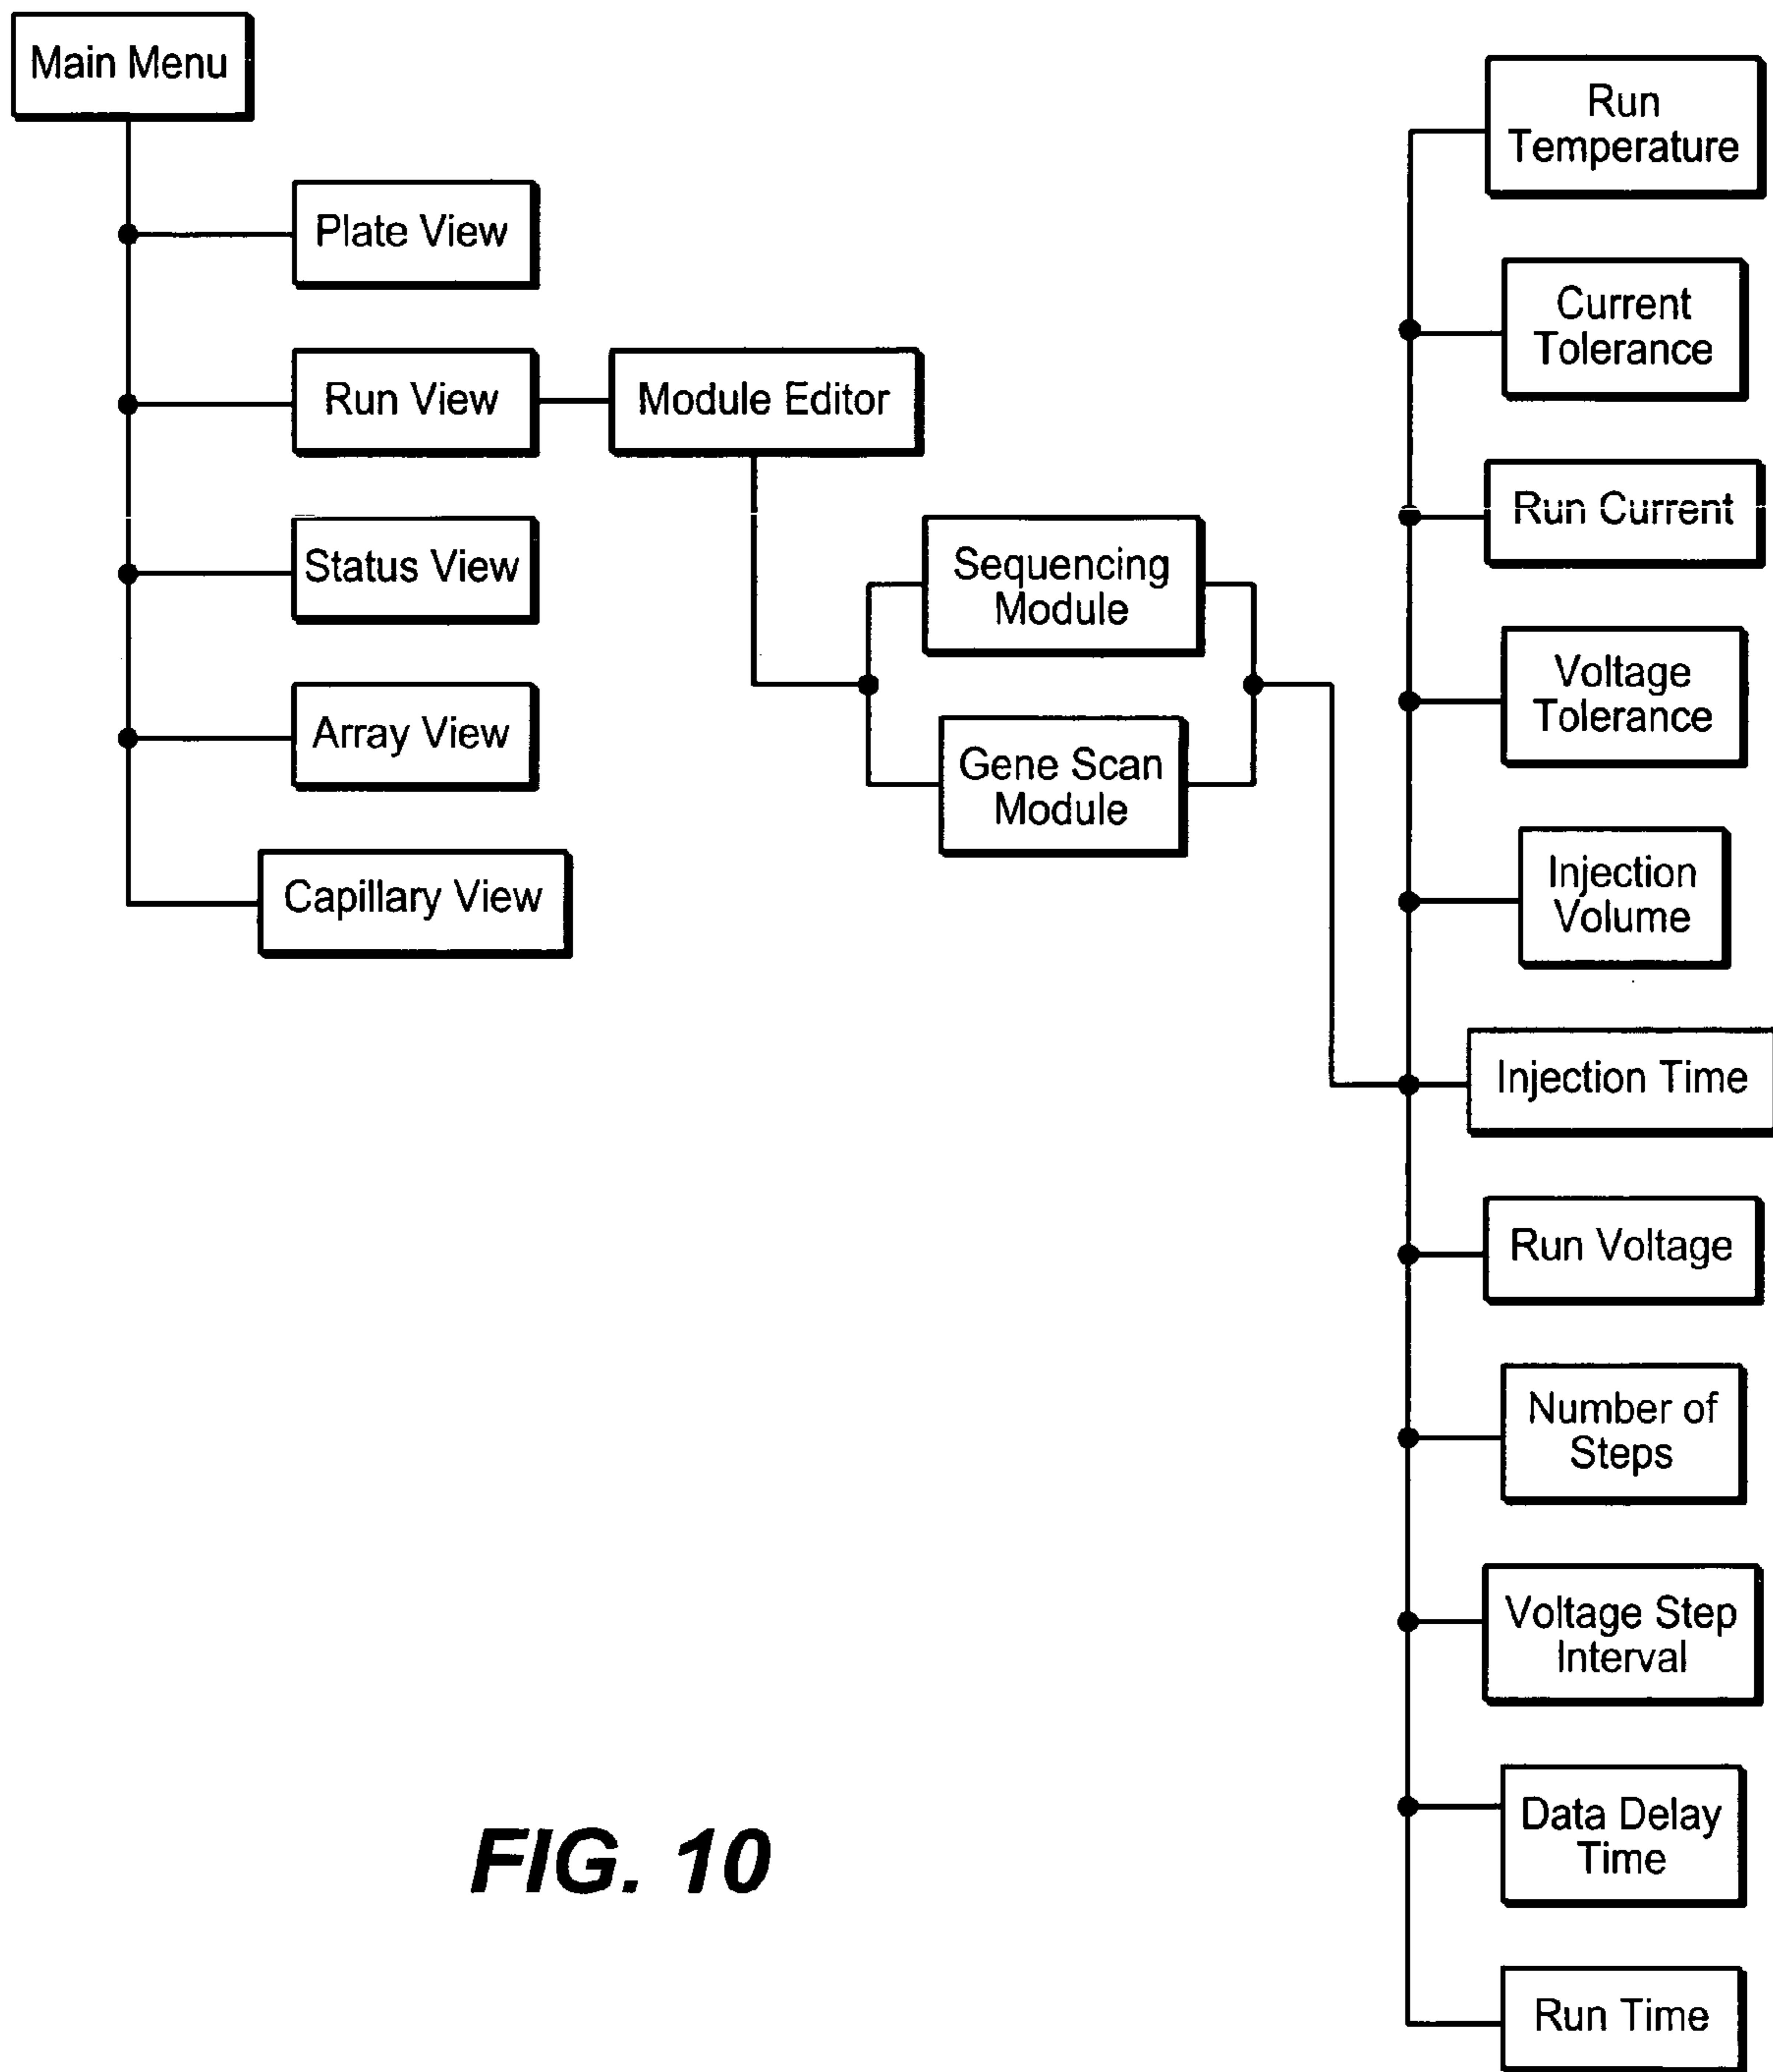 Main Menu
Plate View
Run View
Module Editor
Status View
Array View
Capillary View
Sequencing
Module
Gene Scan
Module
Run
Temperature
Current
Tolerance
Run Current
Voltage
Tolerance
Injection
Volume
Injection Time
Run Voltage
Number of
Steps
Voltage Step
Interval
Data Delay
Time
Run Time
FIG. 10